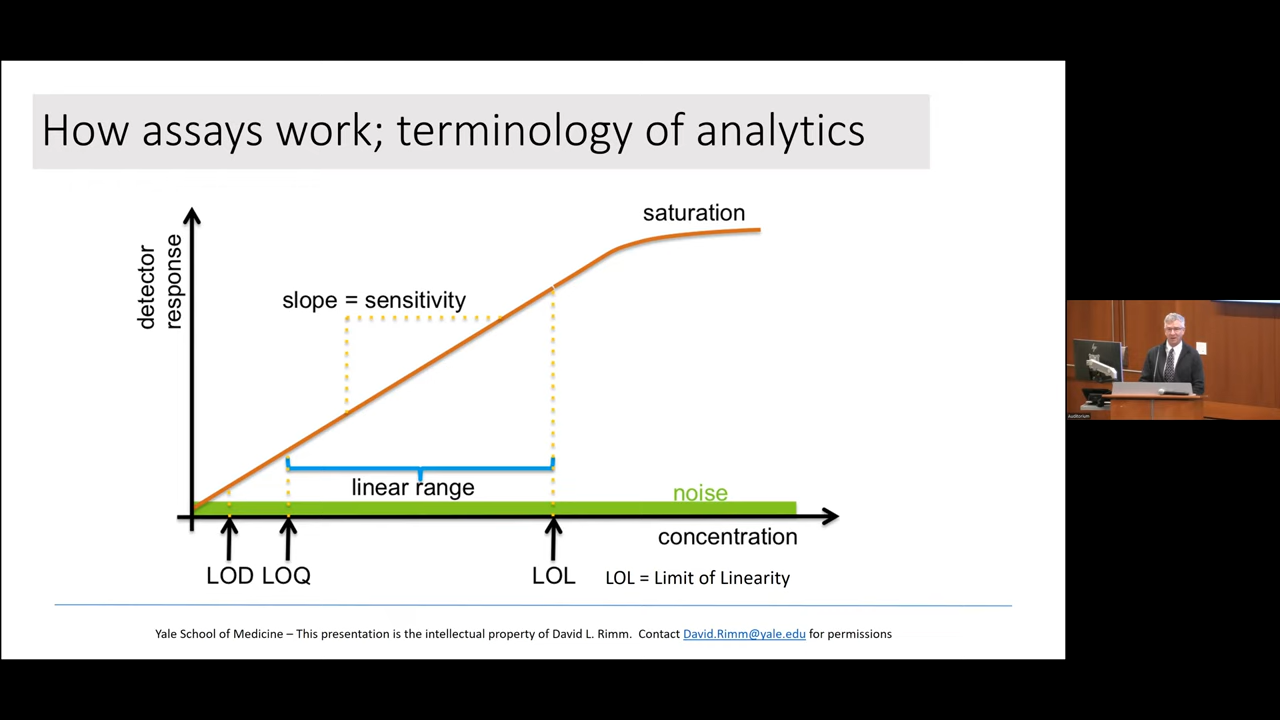 How assays work; terminology of analytics
saturation
detector
response
slope = sensitivity
linear range
noise
concentration
LOD LOQ LOL LOL = Limit of Linearity
Yale School of Medicine – This presentation is the intellectual property of David L. Rimm. Contact David.Rimm@yale.edu for permissions
Auditorium